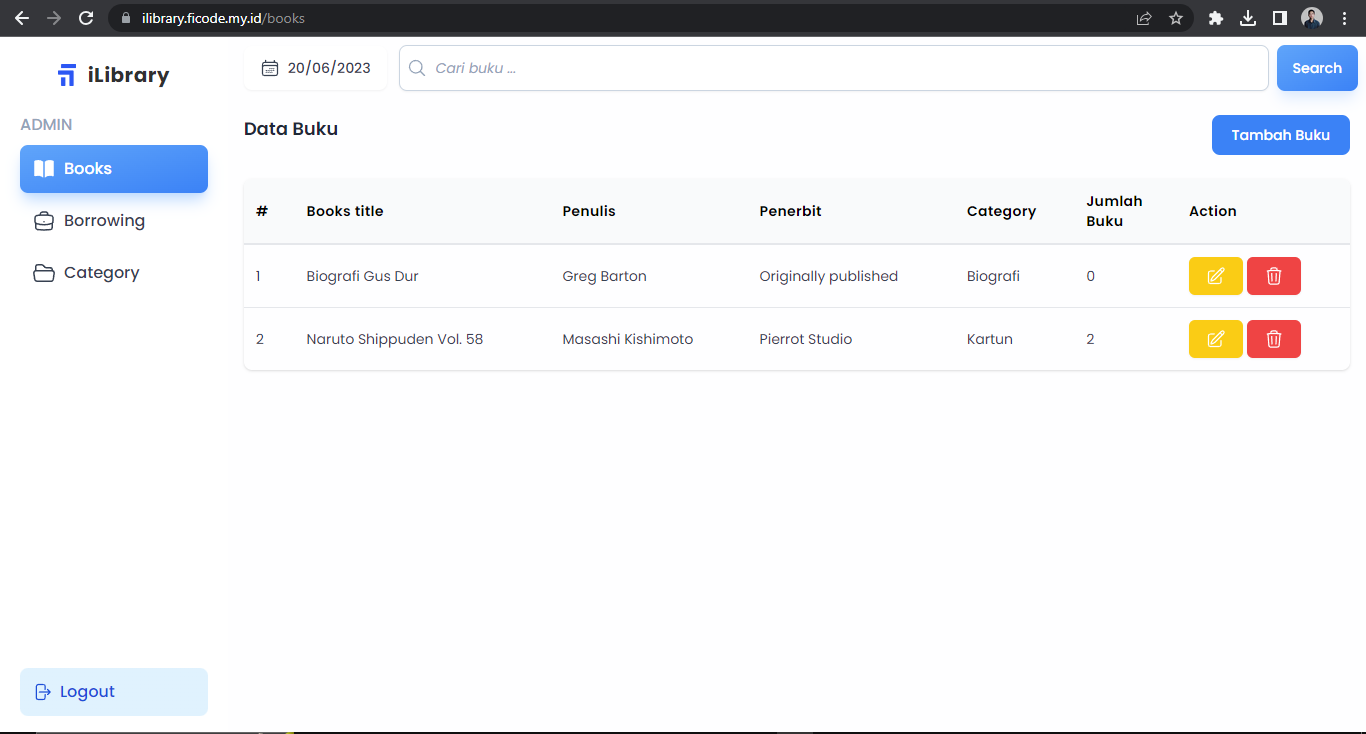 ilibrary.ficode.my.id/books
iLibrary
20/06/2023
Cari buku ...
Search
ADMIN
Books
Borrowing
Category
Data Buku
Tambah Buku
# Books title Penulis Penerbit Category Jumlah Buku Action
1 Biografi Gus Dur Greg Barton Originally published Biografi 0
2 Naruto Shippuden Vol. 58 Masashi Kishimoto Pierrot Studio Kartun 2
Logout